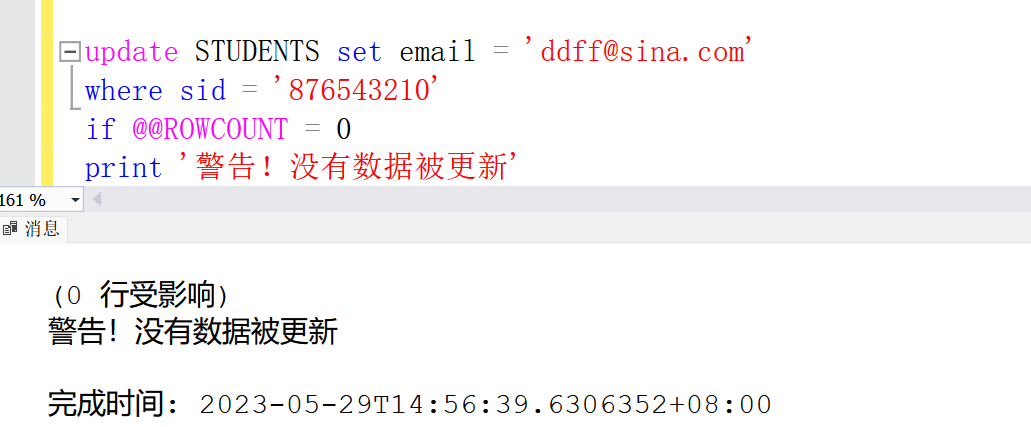 update STUDENTS set email = 'ddff@sina.com'
where sid = '876543210'
if @@ROWCOUNT = 0
print '警告！没有数据被更新'
161 %
消息
(0 行受影响)
警告！没有数据被更新
完成时间: 2023-05-29T14:56:39.6306352+08:00